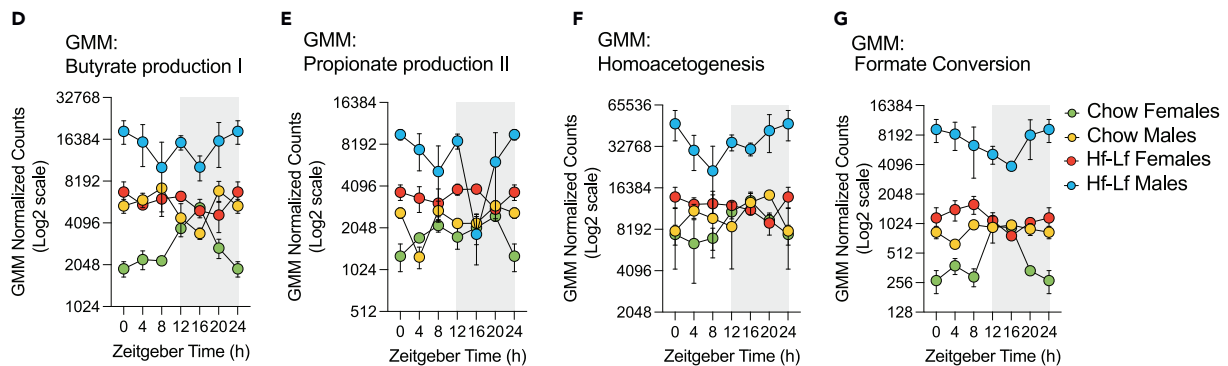 D
GMM:
Butyrate production I
GMM Normalized Counts
(Log2 scale)
32768
16384
8192
4096
2048
1024
0 4 8 12 16 20 24
Zeitgeber Time (h)
E
GMM:
Propionate production II
GMM Normalized Counts
(Log2 scale)
16384
8192
4096
2048
1024
512
0 4 8 12 16 20 24
Zeitgeber Time (h)
F
GMM:
Homoacetogenesis
GMM Normalized Counts
(Log2 scale)
65536
32768
16384
8192
4096
2048
0 4 8 12 16 20 24
Zeitgeber Time (h)
G
GMM:
Formate Conversion
GMM Normalized Counts
(Log2 scale)
16384
8192
4096
2048
1024
512
256
128
0 4 8 12 16 20 24
Zeitgeber Time (h)
Chow Females
Chow Males
Hf-Lf Females
Hf-Lf Males